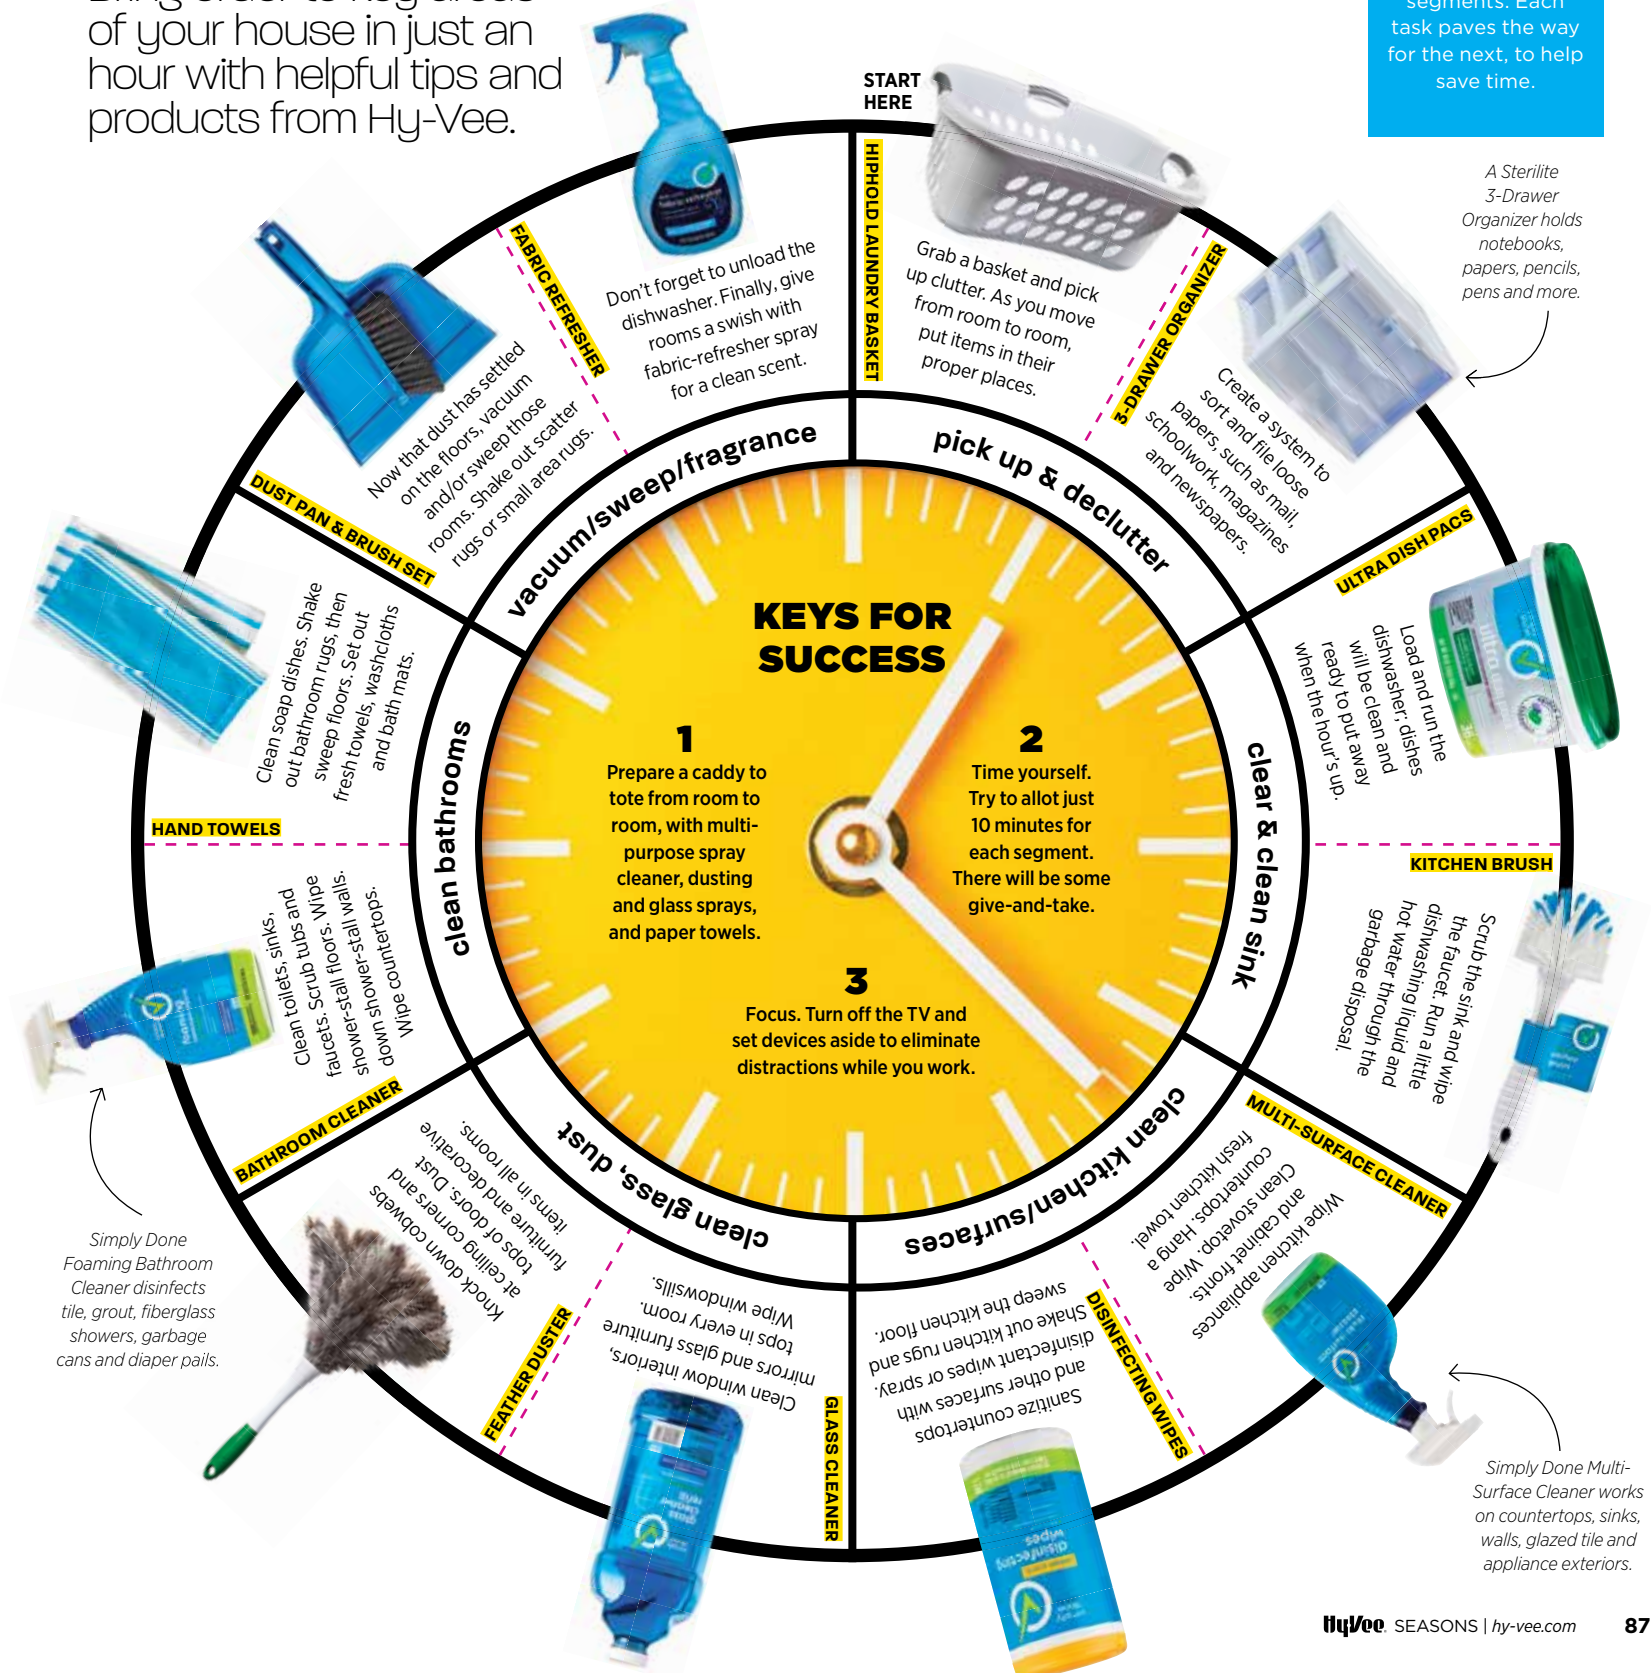 of your house in just an
hour with helpful tips and
products from Hy-Vee.
segments. Each
task paves the way
for the next, to help
save time.
START
HERE
HIPHOLD LAUNDRY BASKET
Grab a basket and pick
up clutter. As you move
from room to room,
put items in their
proper places.
3-DRAWER ORGANIZER
Create a system to
sort and file loose
papers, such as mail,
schoolwork, magazines
and newspapers.
A Sterilite
3-Drawer
Organizer holds
notebooks,
papers, pencils,
pens and more.
pick up & declutter
ULTRA DISH PACS
Load and run the
dishwasher; dishes
will be clean and
ready to put away
when the hour's up.
KITCHEN BRUSH
Scrub the sink and wipe
the faucet. Run a little
dishwashing liquid and
hot water through the
garbage disposal.
clear & clean sink
MULTI-SURFACE CLEANER
Wipe kitchen appliances
and cabinet fronts.
Clean stovetop. Wipe
countertops. Hang a
fresh kitchen towel.
Simply Done Multi-
Surface Cleaner works
on countertops, sinks,
walls, glazed tile and
appliance exteriors.
DISINFECTING WIPES
Sanitize countertops
and other surfaces with
disinfectant wipes or spray.
Shake out kitchen rugs and
sweep the kitchen floor.
disinfecting
wipes
clean kitchen/surfaces
GLASS CLEANER
Clean window interiors,
mirrors and glass furniture
tops in every room.
Wipe windowsills.
glass
cleaner
FEATHER DUSTER
Knock down cobwebs
at ceiling corners and
tops of doors. Dust
furniture and decorative
items in all rooms.
clean glass, dust
BATHROOM CLEANER
Clean toilets, sinks,
faucets. Scrub tubs and
shower-stall floors. Wipe
down shower-stall walls.
Wipe countertops.
Simply Done
Foaming Bathroom
Cleaner disinfects
tile, grout, fiberglass
showers, garbage
cans and diaper pails.
HAND TOWELS
Clean soap dishes. Shake
out bathroom rugs, then
sweep floors. Set out
fresh towels, washcloths
and bath mats.
clean bathrooms
DUST PAN & BRUSH SET
Now that dust has settled
on the floors, vacuum
and/or sweep those
rooms. Shake out scatter
rugs or small area rugs.
FABRIC REFRESHER
Don't forget to unload the
dishwasher. Finally, give
rooms a swish with
fabric-refresher spray
for a clean scent.
vacuum/sweep/fragrance
KEYS FOR
SUCCESS
1
Prepare a caddy to
tote from room to
room, with multi-
purpose spray
cleaner, dusting
and glass sprays,
and paper towels.
2
Time yourself.
Try to allot just
10 minutes for
each segment.
There will be some
give-and-take.
3
Focus. Turn off the TV and
set devices aside to eliminate
distractions while you work.
HyVee SEASONS | hy-vee.com 87